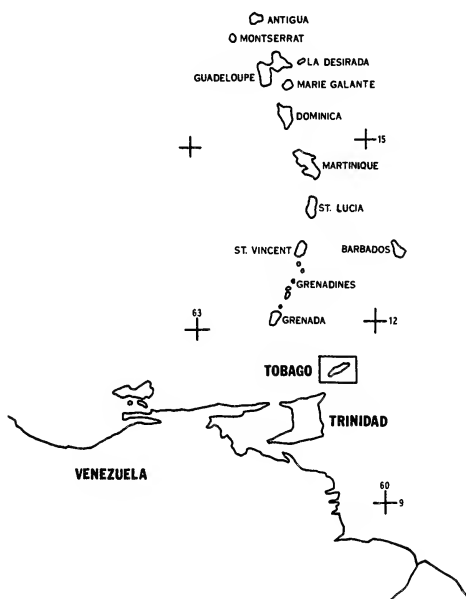 ANTIGUA
MONTSERRAT
LA DESIRADA
GUADELOUPE
MARIE GALANTE
DOMINICA
15
MARTINIQUE
ST. LUCIA
ST. VINCENT
BARBADOS
GRENADINES
63
GRENADA
12
TOBAGO
TRINIDAD
VENEZUELA
60
9